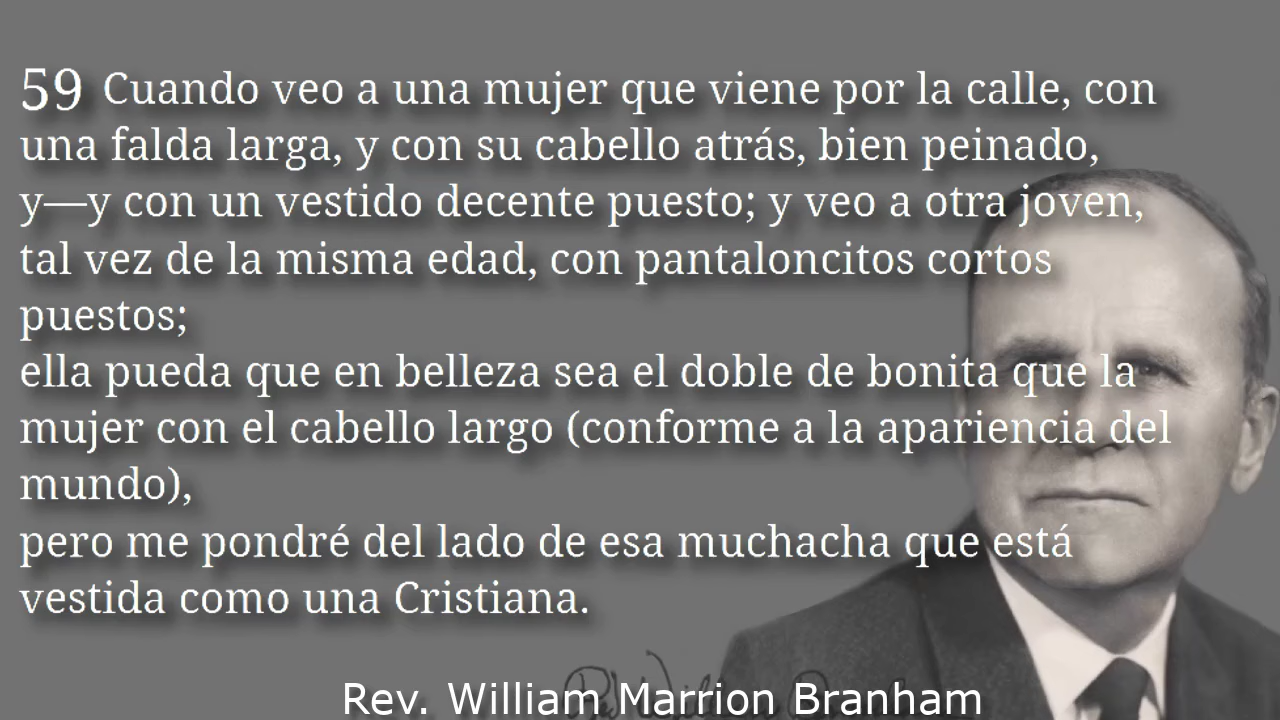 59 Cuando veo a una mujer que viene por la calle, con
una falda larga, y con su cabello atrás, bien peinado,
y—y con un vestido decente puesto; y veo a otra joven,
tal vez de la misma edad, con pantaloncitos cortos
puestos;
ella pueda que en belleza sea el doble de bonita que la
mujer con el cabello largo (conforme a la apariencia del
mundo),
pero me pondré del lado de esa muchacha que está
vestida como una Cristiana.
Rev. William Marrion Branham